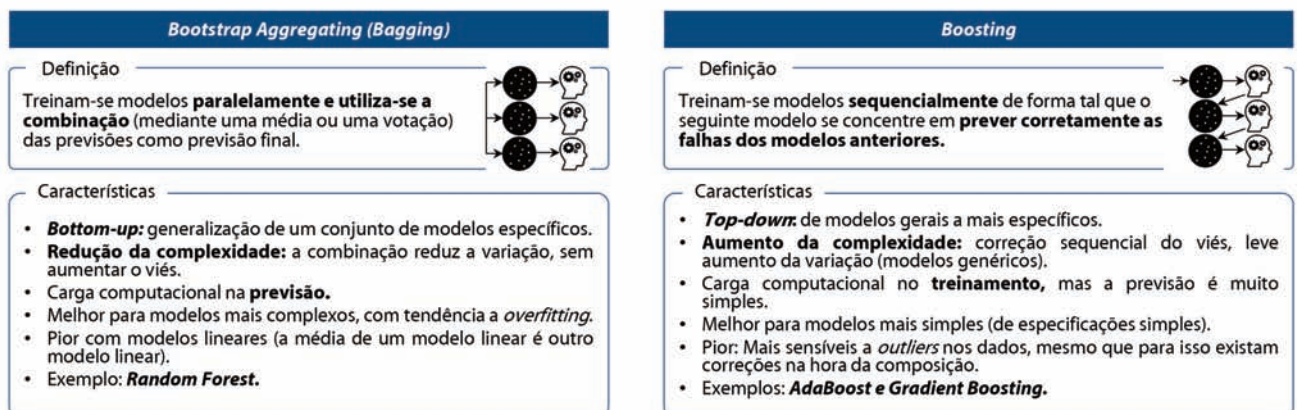 Bootstrap Aggregating (Bagging)
Definição
Treinam-se modelos paralelamente e utiliza-se a
combinação (mediante uma média ou uma votação)
das previsões como previsão final.
Características
• Bottom-up: generalização de um conjunto de modelos específicos.
• Redução da complexidade: a combinação reduz a variação, sem
aumentar o viés.
• Carga computacional na previsão.
• Melhor para modelos mais complexos, com tendência a overfitting.
• Pior com modelos lineares (a média de um modelo linear é outro
modelo linear).
• Exemplo: Random Forest.
Boosting
Definição
Treinam-se modelos sequencialmente de forma tal que o
seguinte modelo se concentre em prever corretamente as
falhas dos modelos anteriores.
Características
• Top-down: de modelos gerais a mais específicos.
• Aumento da complexidade: correção sequencial do viés, leve
aumento da variação (modelos genéricos).
• Carga computacional no treinamento, mas a previsão é muito
simples.
• Melhor para modelos mais simples (de especificações simples).
• Pior: Mais sensíveis a outliers nos dados, mesmo que para isso existam
correções na hora da composição.
• Exemplos: AdaBoost e Gradient Boosting.